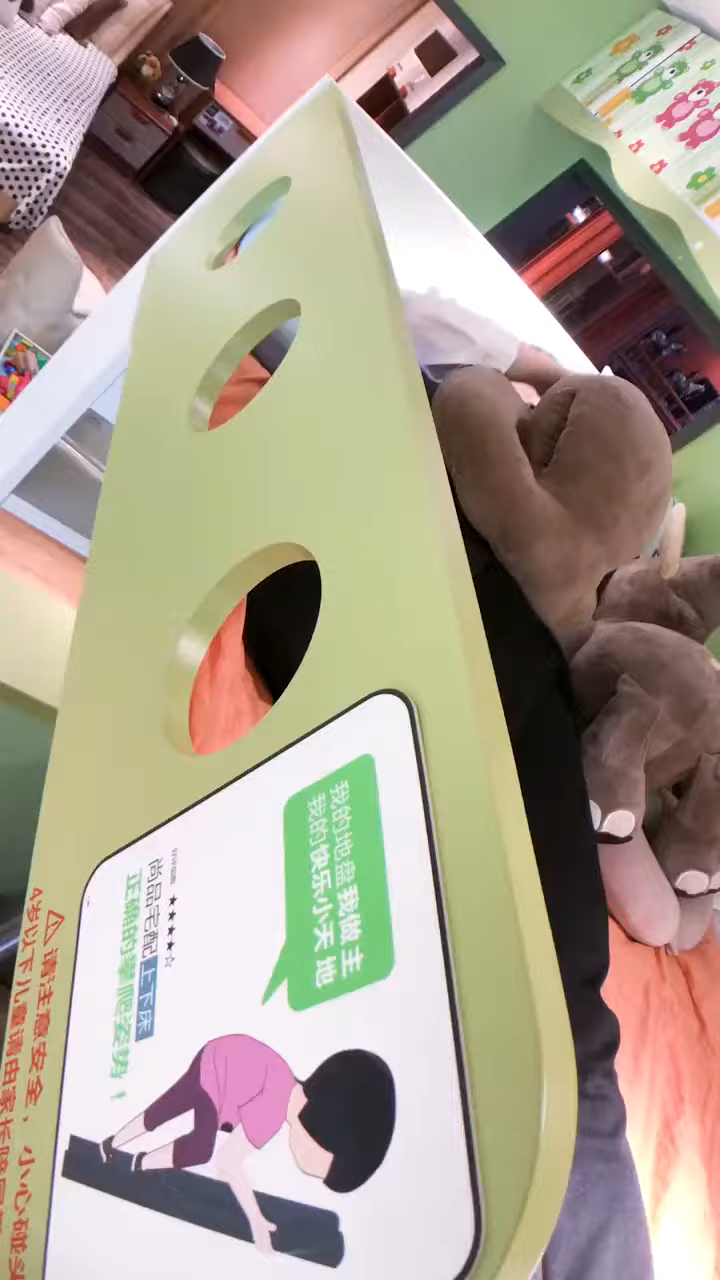 我的地盘我做主
我的快乐小天地
★★★★☆
尚品宅配 上下床
正确的攀爬姿势！
请注意安全，小心碰头
4岁以下儿童请由家长陪同